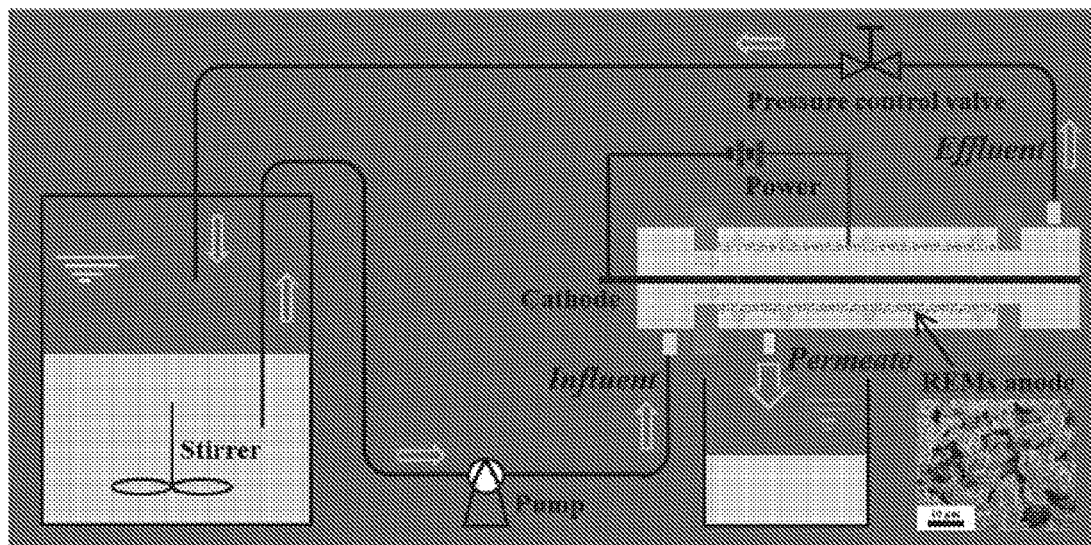 Pressure control valve
Effluent
Power
Cathode
Influent
Permeate
REMs anode
Stirrer
Pump